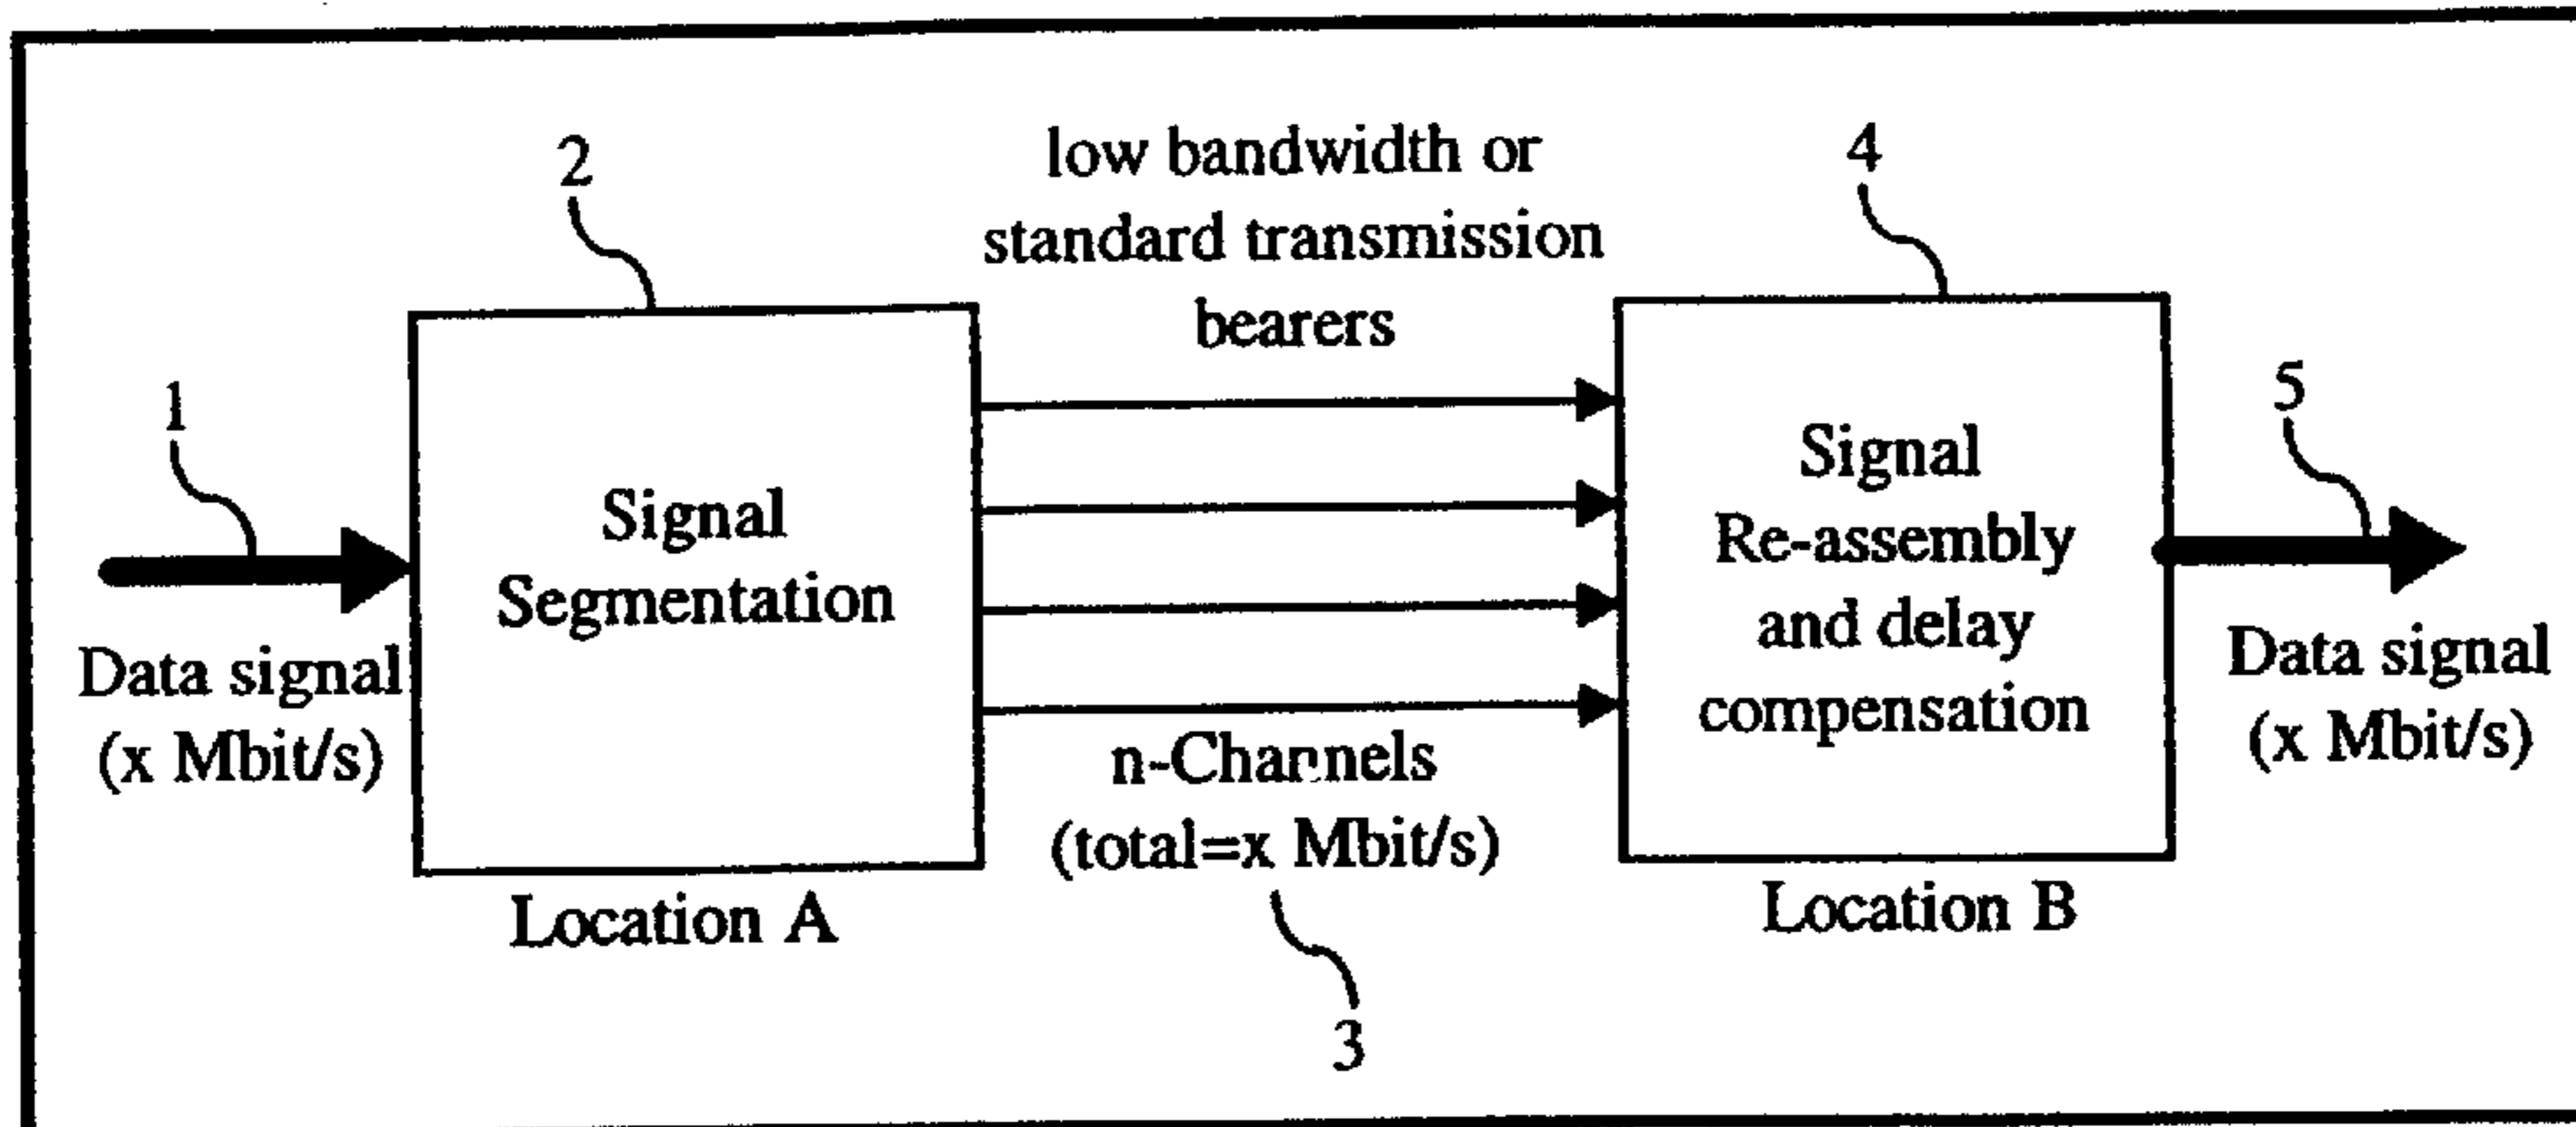 1
Data signal
(x Mbit/s)
2
Signal
Segmentation
Location A
low bandwidth or
standard transmission
bearers
n-Channels
(total=x Mbit/s)
3
4
Signal
Re-assembly
and delay
compensation
Location B
5
Data signal
(x Mbit/s)